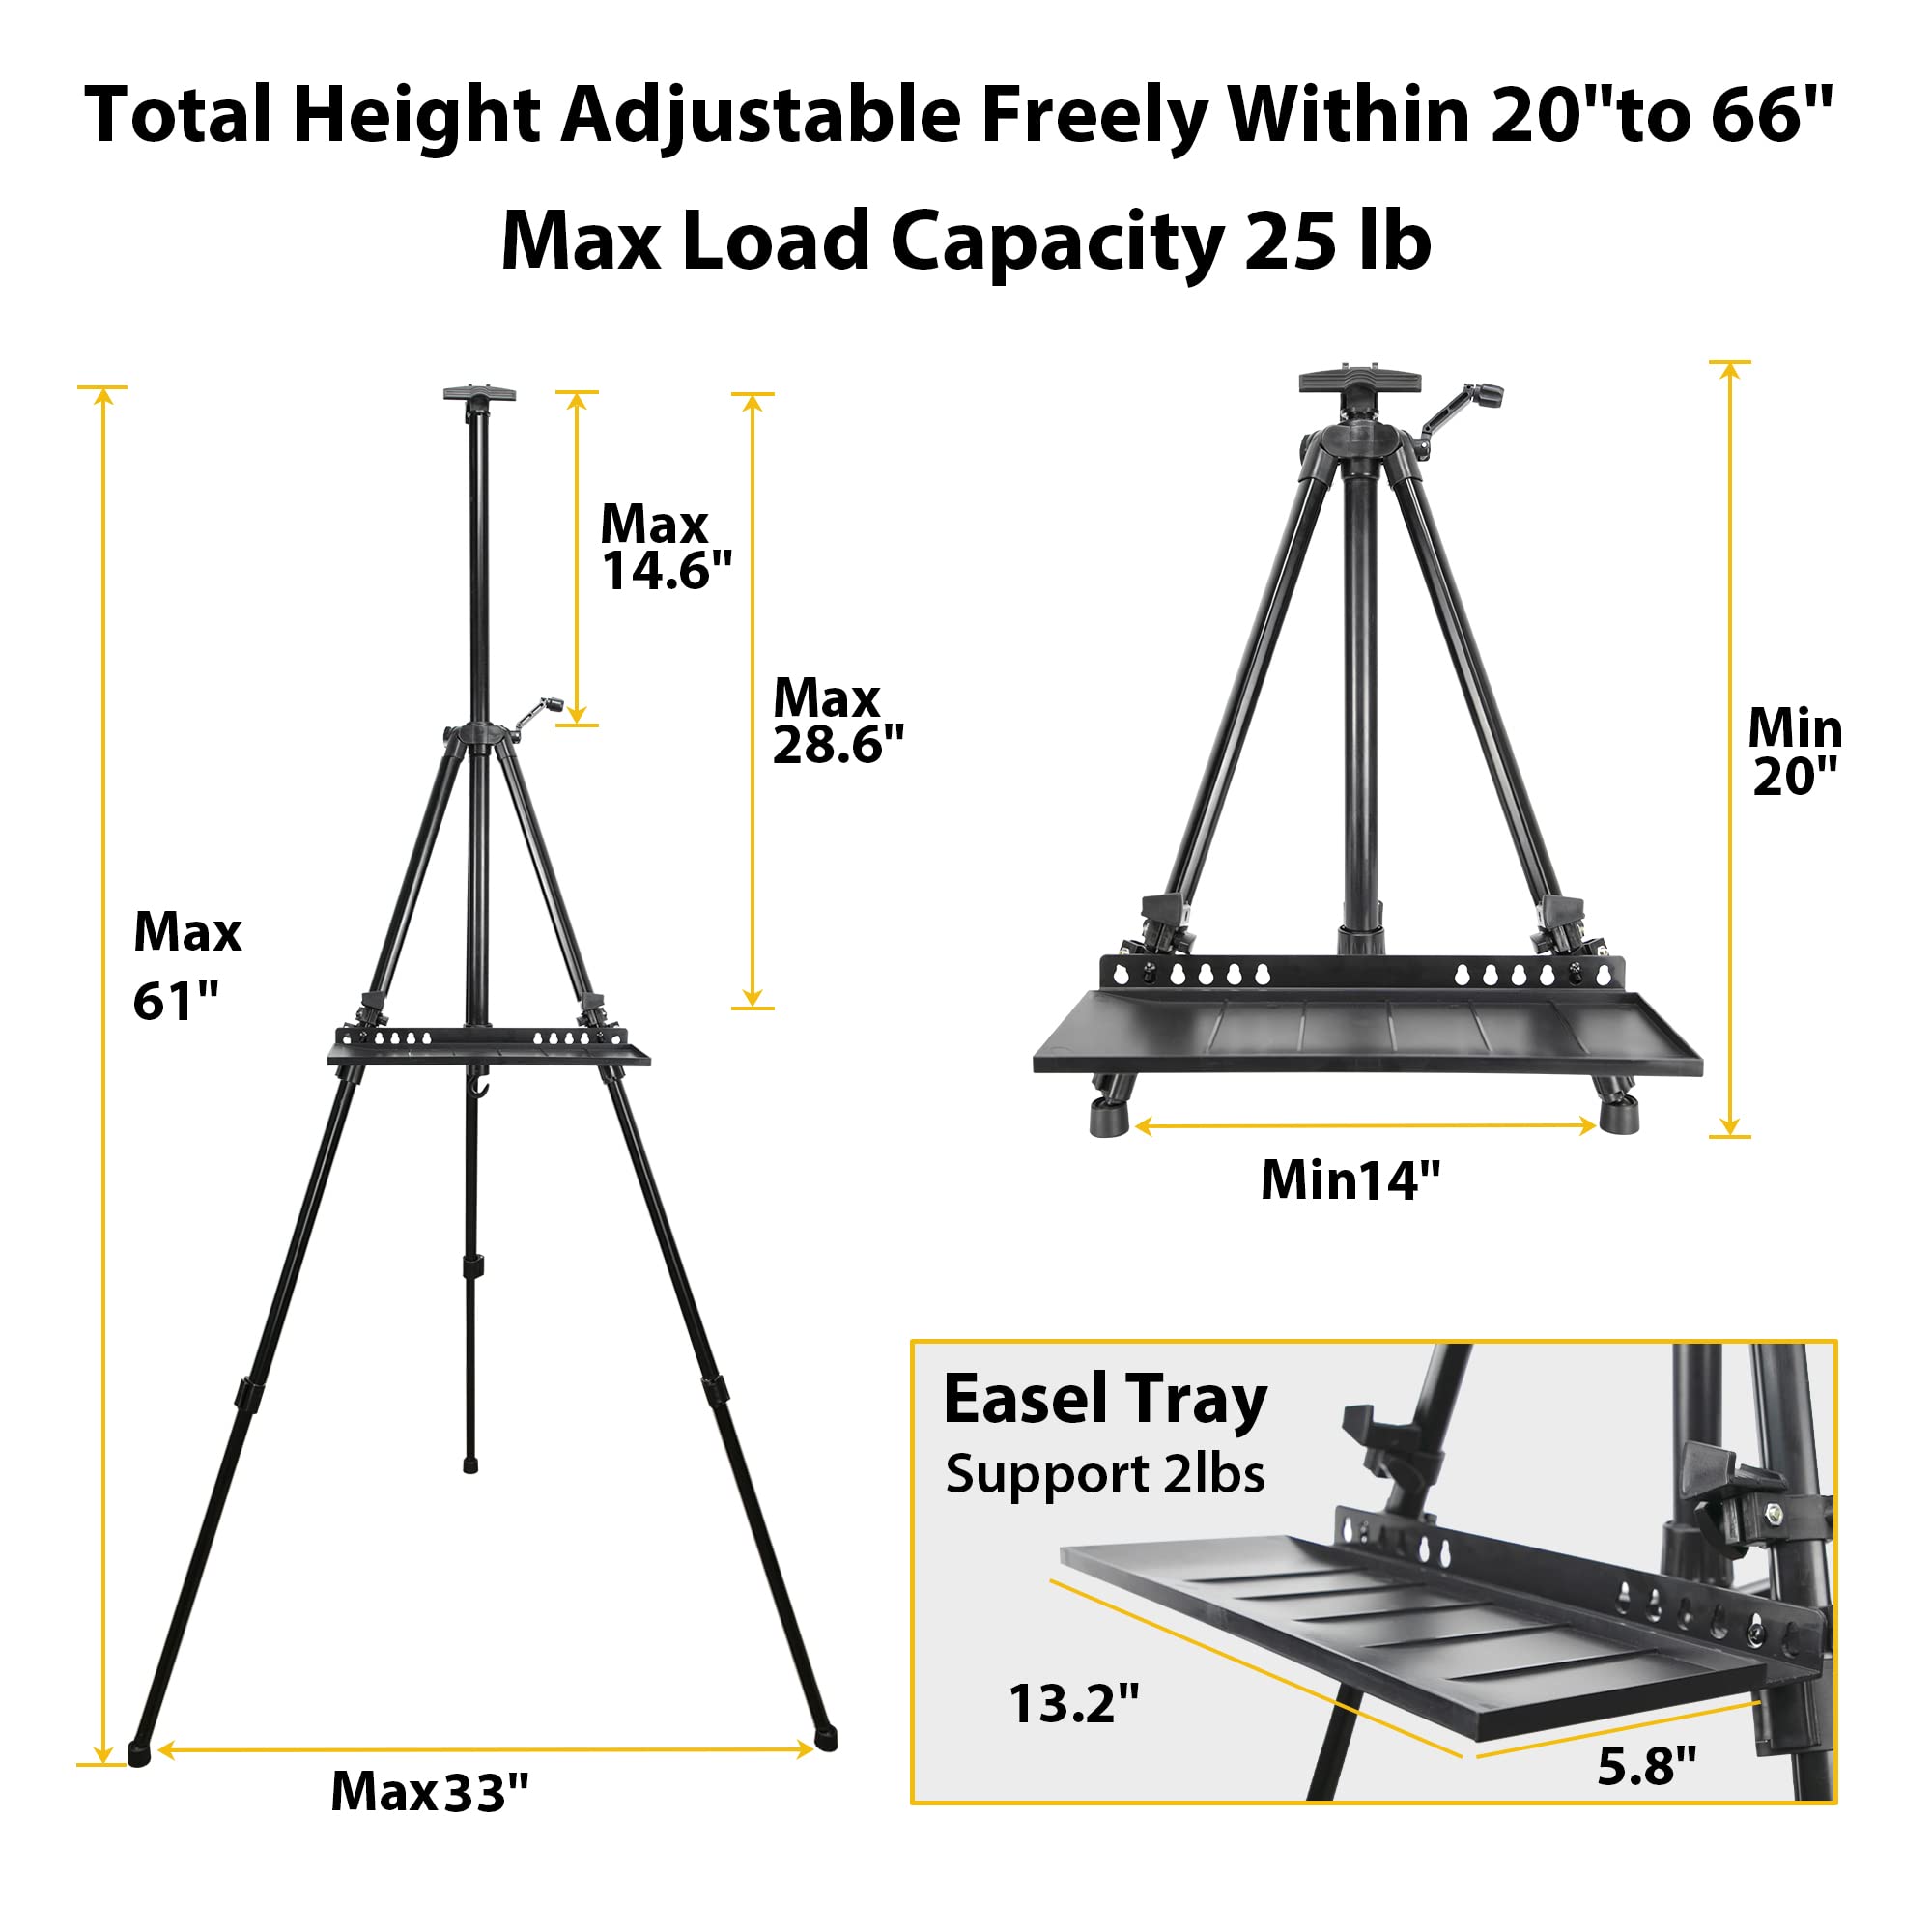 Total Height Adjustable Freely Within 20"to 66"
Max Load Capacity 25 lb
Max
14.6"
Max
28.6"
Max
61"
Max33"
Min
20"
Min14"
Easel Tray
Support 2lbs
13.2"
5.8"